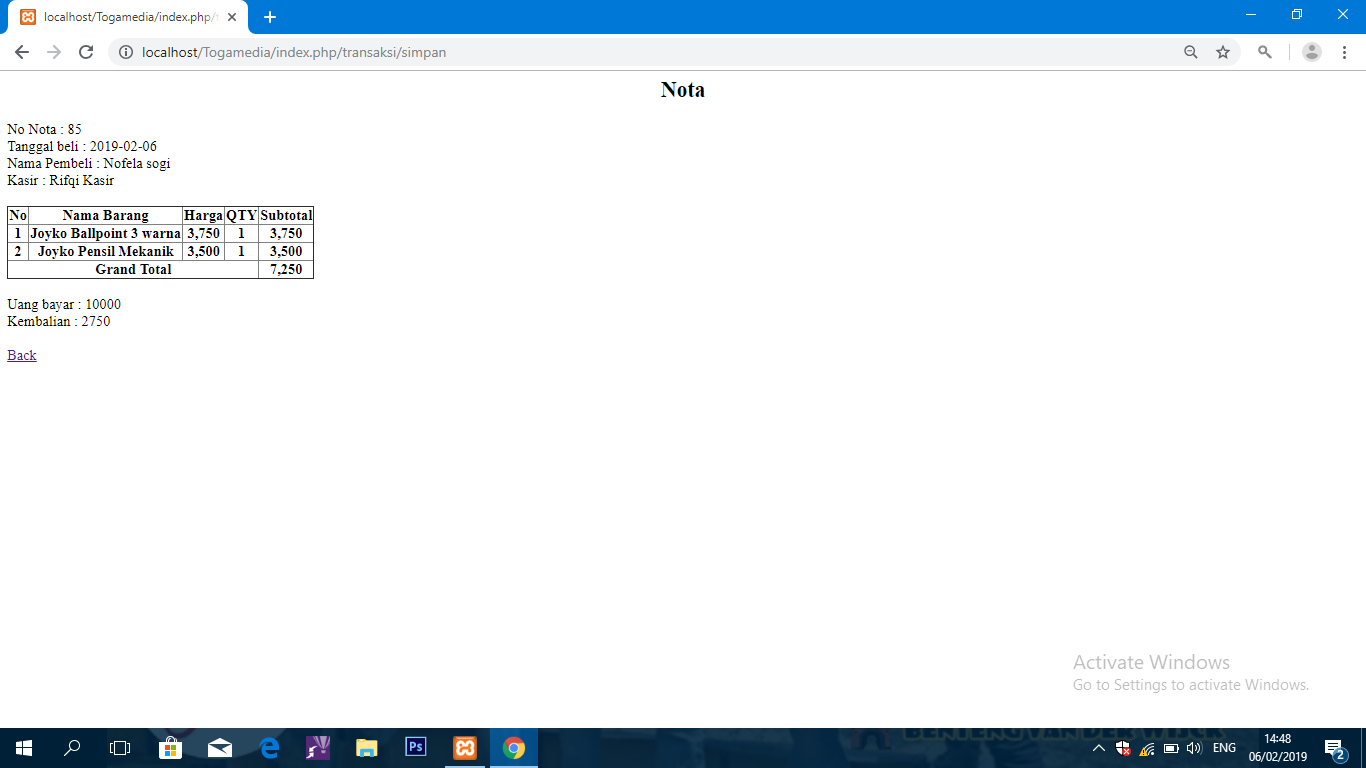 localhost/Togamedia/index.php/
localhost/Togamedia/index.php/transaksi/simpan
Nota
No Nota : 85
Tanggal beli : 2019-02-06
Nama Pembeli : Nofela sogi
Kasir : Rifqi Kasir
No Nama Barang Harga QTY Subtotal
1 Joyko Ballpoint 3 warna 3,750 1 3,750
2 Joyko Pensil Mekanik 3,500 1 3,500
Grand Total 7,250
Uang bayar : 10000
Kembalian : 2750
Back
Activate Windows
Go to Settings to activate Windows.
Ps
ENG
14:48
06/02/2019
2